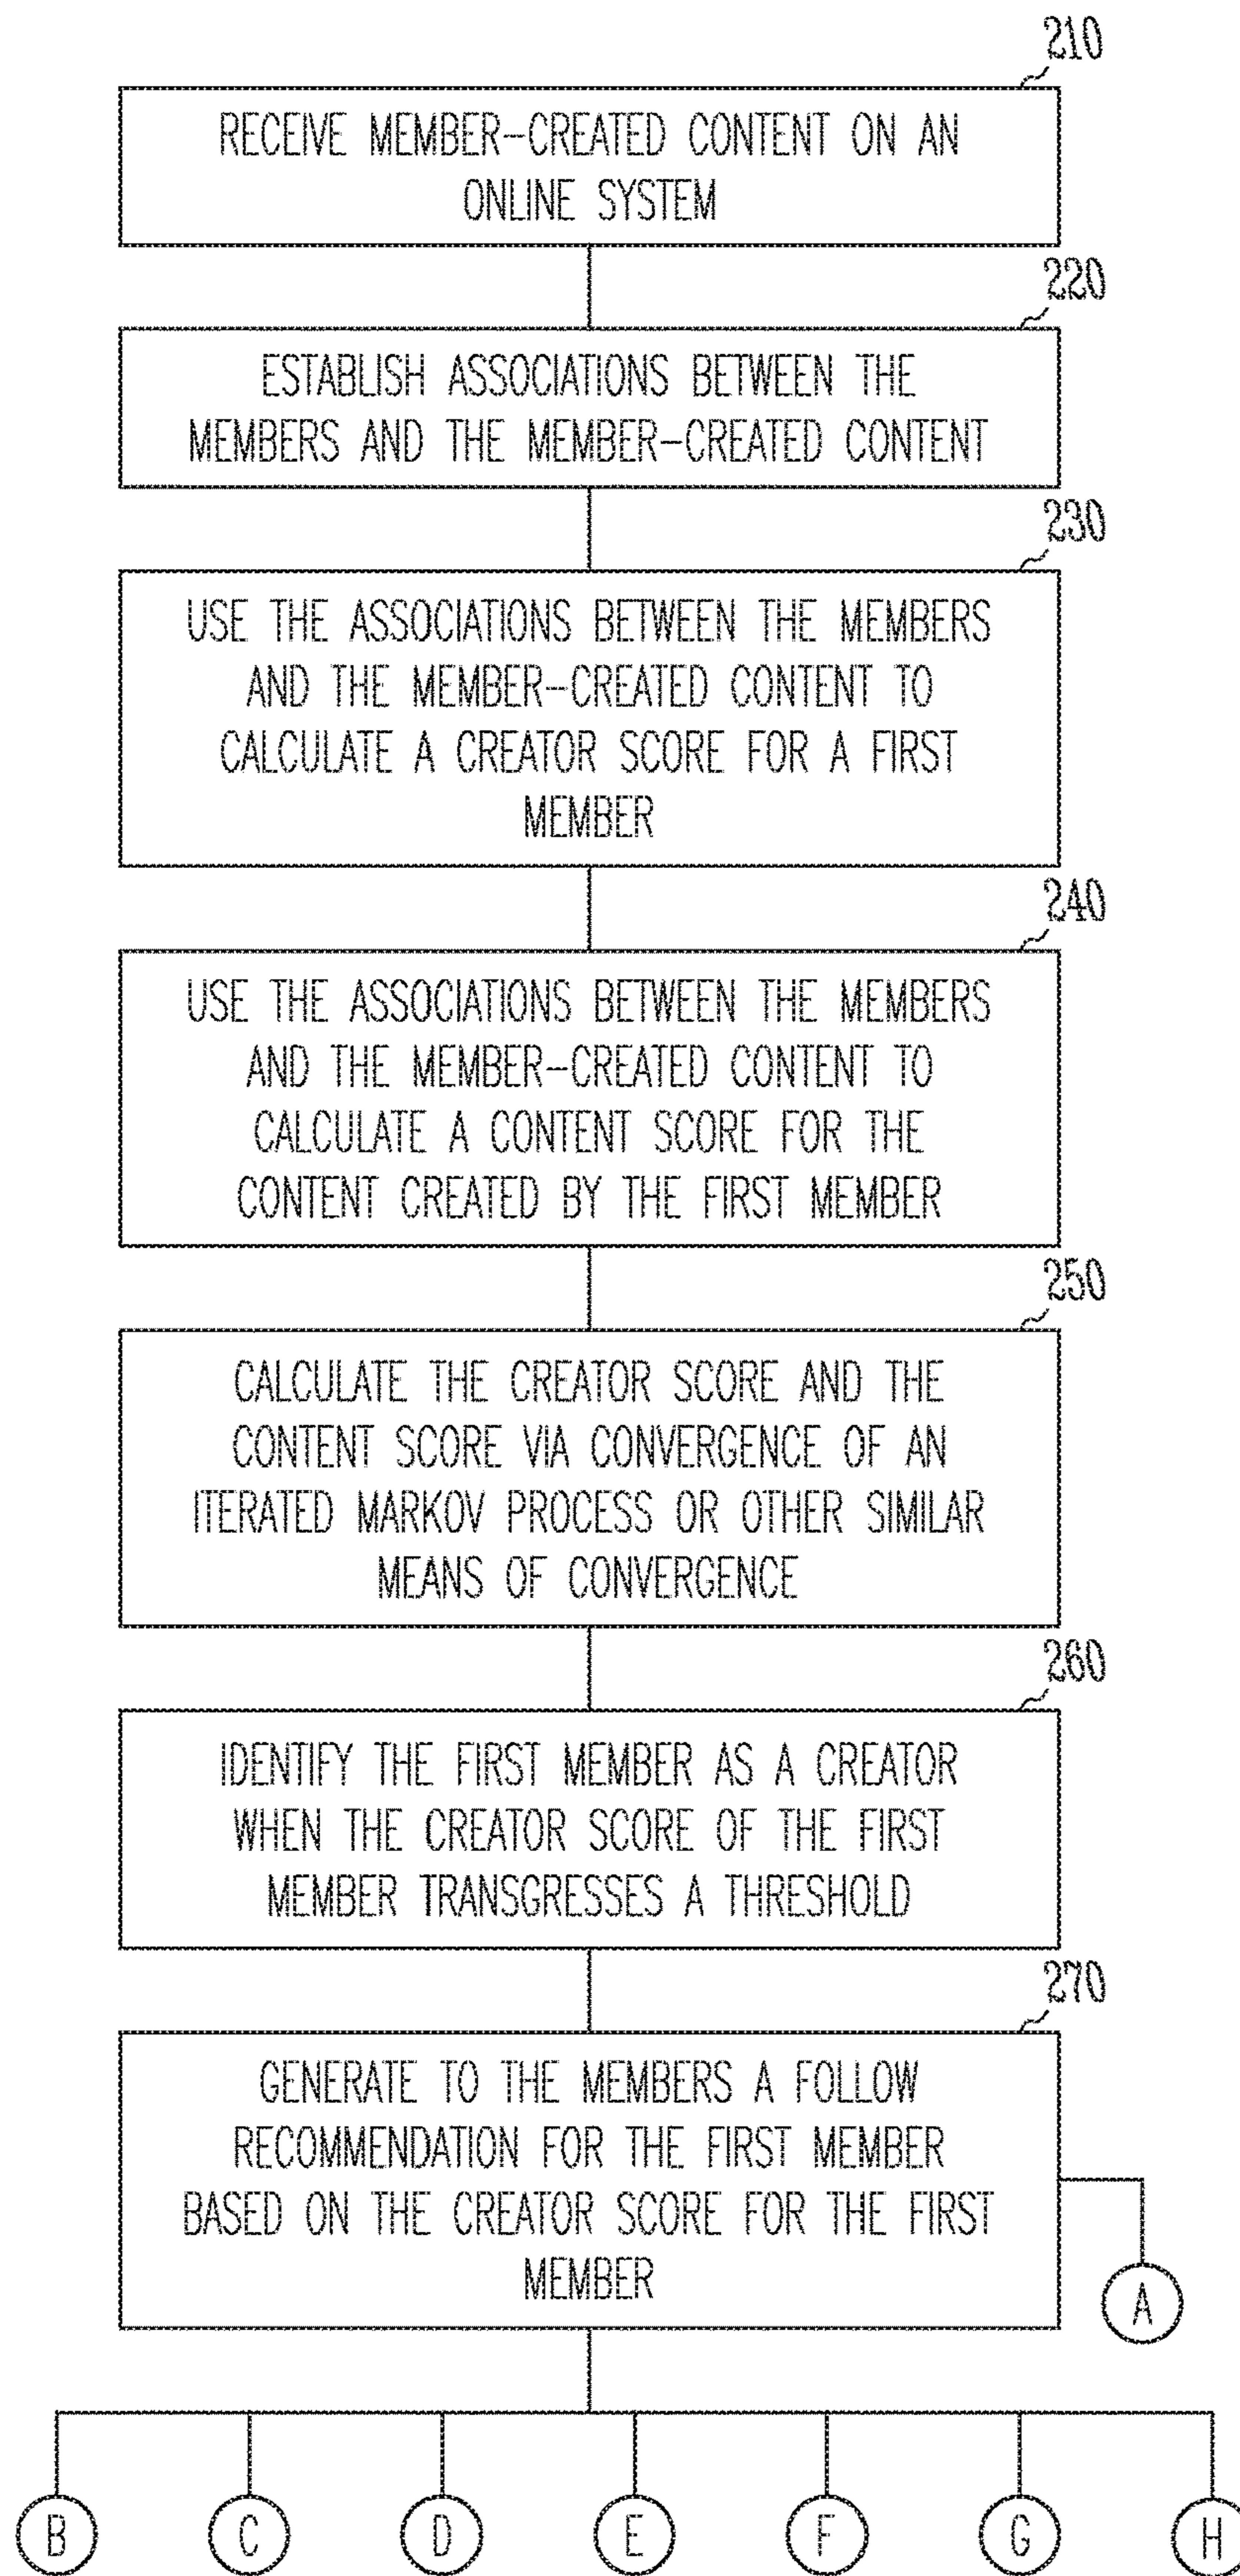 210
RECEIVE MEMBER-CREATED CONTENT ON AN
ONLINE SYSTEM
220
ESTABLISH ASSOCIATIONS BETWEEN THE
MEMBERS AND THE MEMBER-CREATED CONTENT
230
USE THE ASSOCIATIONS BETWEEN THE MEMBERS
AND THE MEMBER-CREATED CONTENT TO
CALCULATE A CREATOR SCORE FOR A FIRST
MEMBER
240
USE THE ASSOCIATIONS BETWEEN THE MEMBERS
AND THE MEMBER-CREATED CONTENT TO
CALCULATE A CONTENT SCORE FOR THE
CONTENT CREATED BY THE FIRST MEMBER
250
CALCULATE THE CREATOR SCORE AND THE
CONTENT SCORE VIA CONVERGENCE OF AN
ITERATED MARKOV PROCESS OR OTHER SIMILAR
MEANS OF CONVERGENCE
260
IDENTIFY THE FIRST MEMBER AS A CREATOR
WHEN THE CREATOR SCORE OF THE FIRST
MEMBER TRANSGRESSES A THRESHOLD
270
GENERATE TO THE MEMBERS A FOLLOW
RECOMMENDATION FOR THE FIRST MEMBER
BASED ON THE CREATOR SCORE FOR THE FIRST
MEMBER
A
B C D E F G H